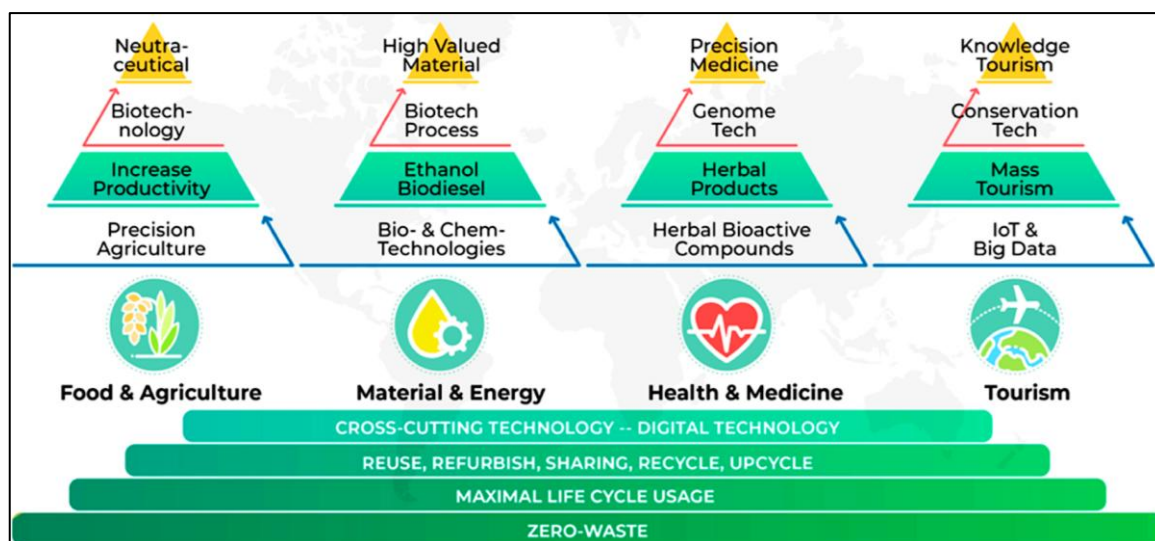 Neutra-
ceutical
Biotech-
nology
Increase
Productivity
Precision
Agriculture
Food & Agriculture
High Valued
Material
Biotech
Process
Ethanol
Biodiesel
Bio- & Chem-
Technologies
Material & Energy
Precision
Medicine
Genome
Tech
Herbal
Products
Herbal Bioactive
Compounds
Health & Medicine
Knowledge
Tourism
Conservation
Tech
Mass
Tourism
IoT &
Big Data
Tourism
CROSS-CUTTING TECHNOLOGY -- DIGITAL TECHNOLOGY
REUSE, REFURBISH, SHARING, RECYCLE, UPCYCLE
MAXIMAL LIFE CYCLE USAGE
ZERO-WASTE